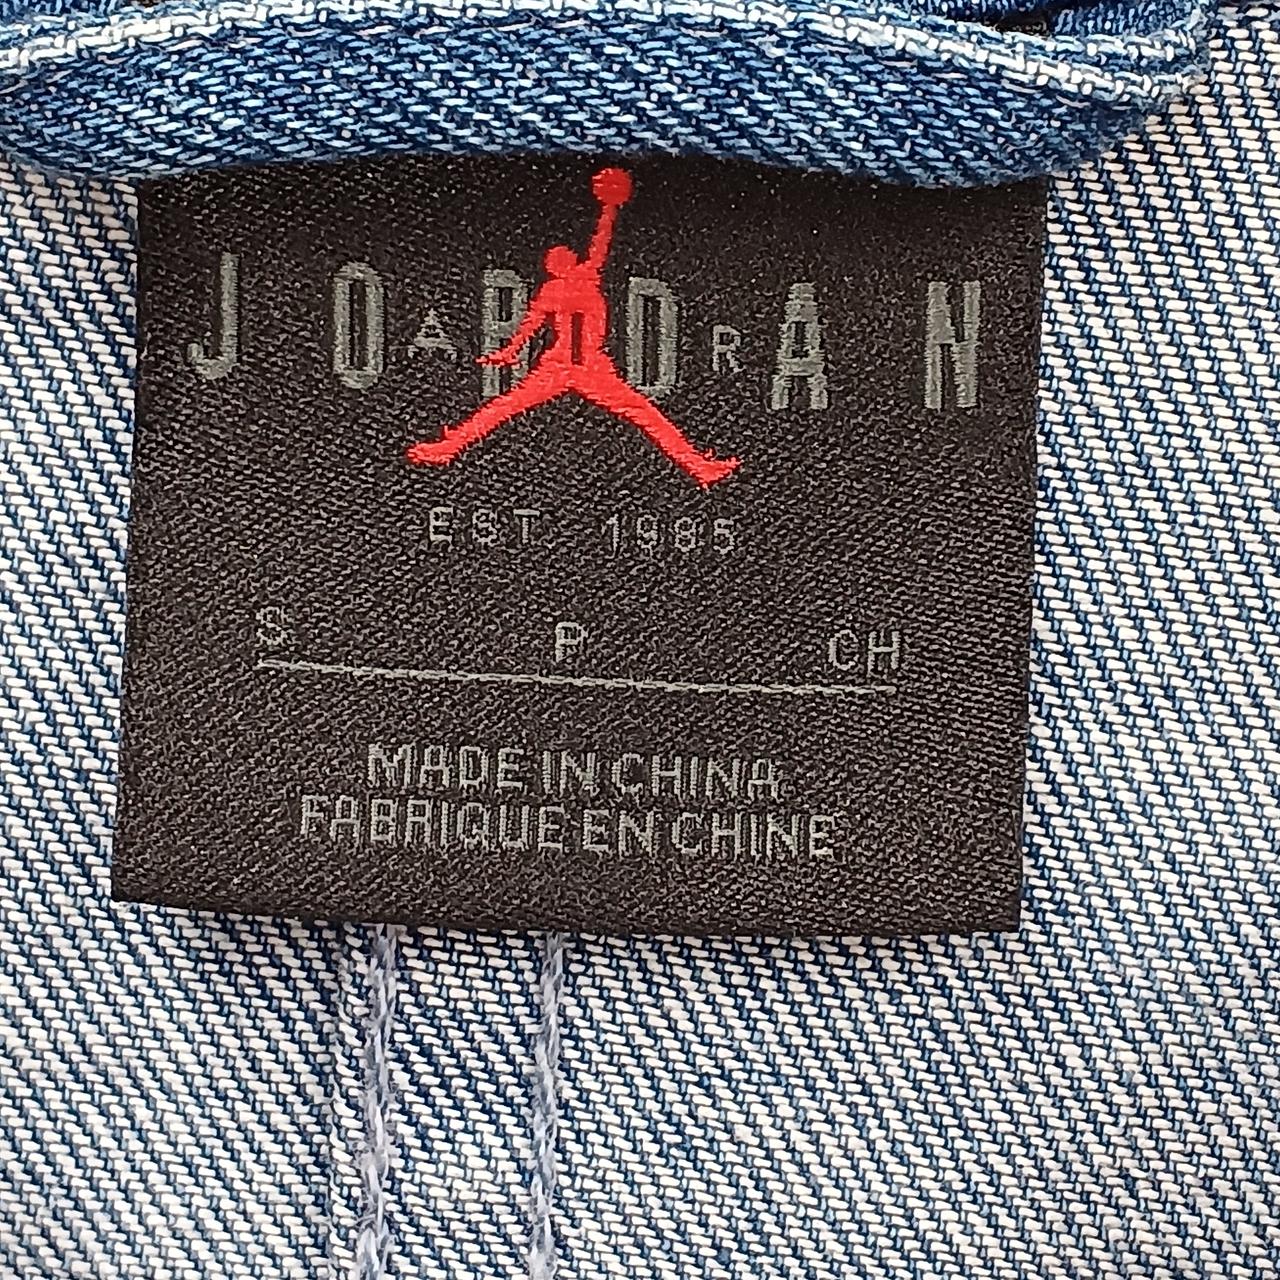 JORDAN
A I R
EST 1985
S P CH
MADE IN CHINA
FABRIQUE EN CHINE